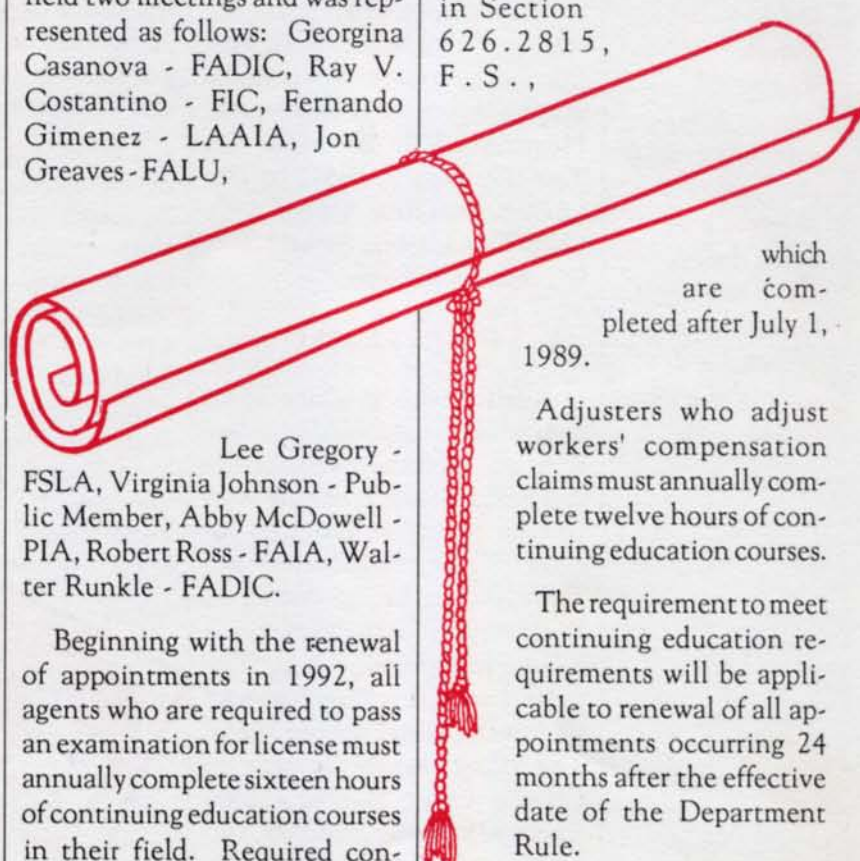 held two meetings and was rep-
resented as follows: Georgina
Casanova - FADIC, Ray V.
Costantino - FIC, Fernando
Gimenez - LAAIA, Jon
Greaves - FALU,
Lee Gregory -
FSLA, Virginia Johnson - Pub-
lic Member, Abby McDowell -
PIA, Robert Ross - FAIA, Wal-
ter Runkle - FADIC.
Beginning with the renewal
of appointments in 1992, all
agents who are required to pass
an examination for license must
annually complete sixteen hours
of continuing education courses
in their field. Required con-
in Section
626.2815,
F.S.,
which
are com-
pleted after July 1,
1989.
Adjusters who adjust
workers' compensation
claims must annually com-
plete twelve hours of con-
tinuing education courses.
The requirement to meet
continuing education re-
quirements will be appli-
cable to renewal of all ap-
pointments occurring 24
months after the effective
date of the Department
Rule.